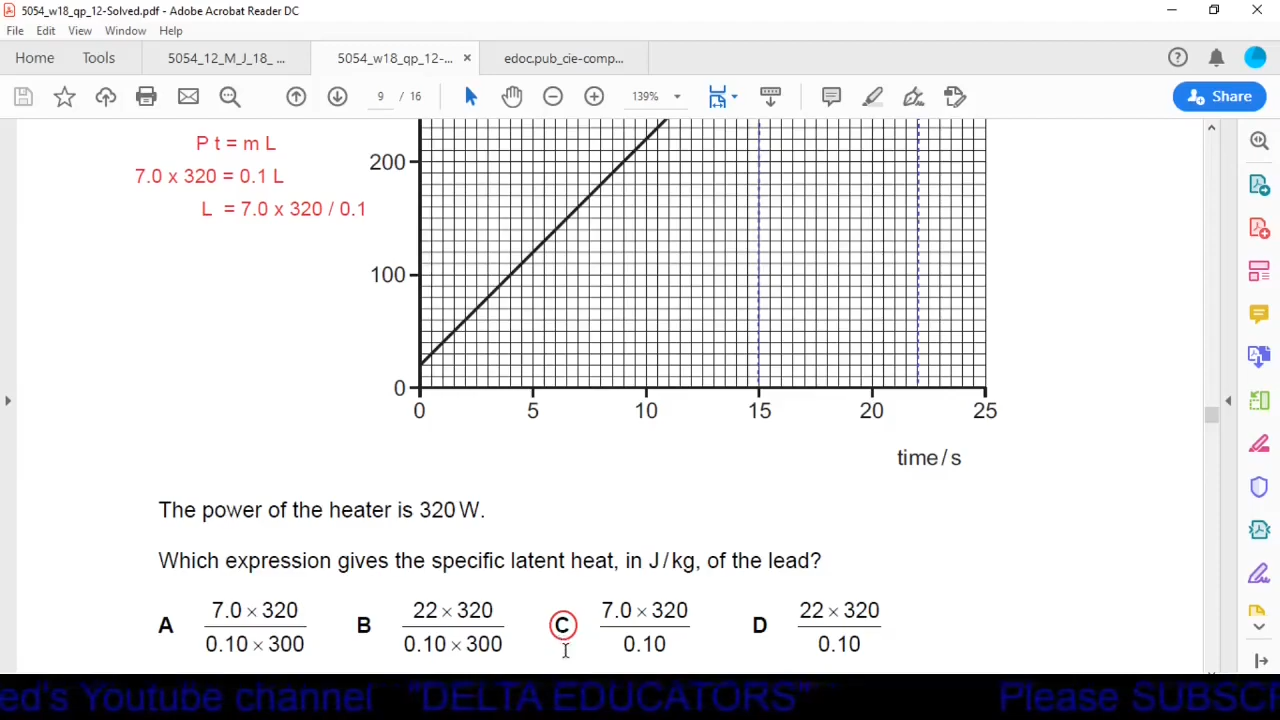 5054_w18_qp_12-Solved.pdf - Adobe Acrobat Reader DC
File Edit View Window Help
Home Tools 5054_12_M_J_18_ ... 5054_w18_qp_12-... × edoc.pub_cie-comp...
9 / 16 139% Share
P t = m L
7.0 x 320 = 0.1 L
L = 7.0 x 320 / 0.1
200
100
0
0 5 10 15 20 25
time / s
The power of the heater is 320 W.
Which expression gives the specific latent heat, in J / kg, of the lead?
A 7.0 × 320 / 0.10 × 300 B 22 × 320 / 0.10 × 300 C 7.0 × 320 / 0.10 D 22 × 320 / 0.10
ed's Youtube channel "DELTA EDUCATORS" Please SUBSCR